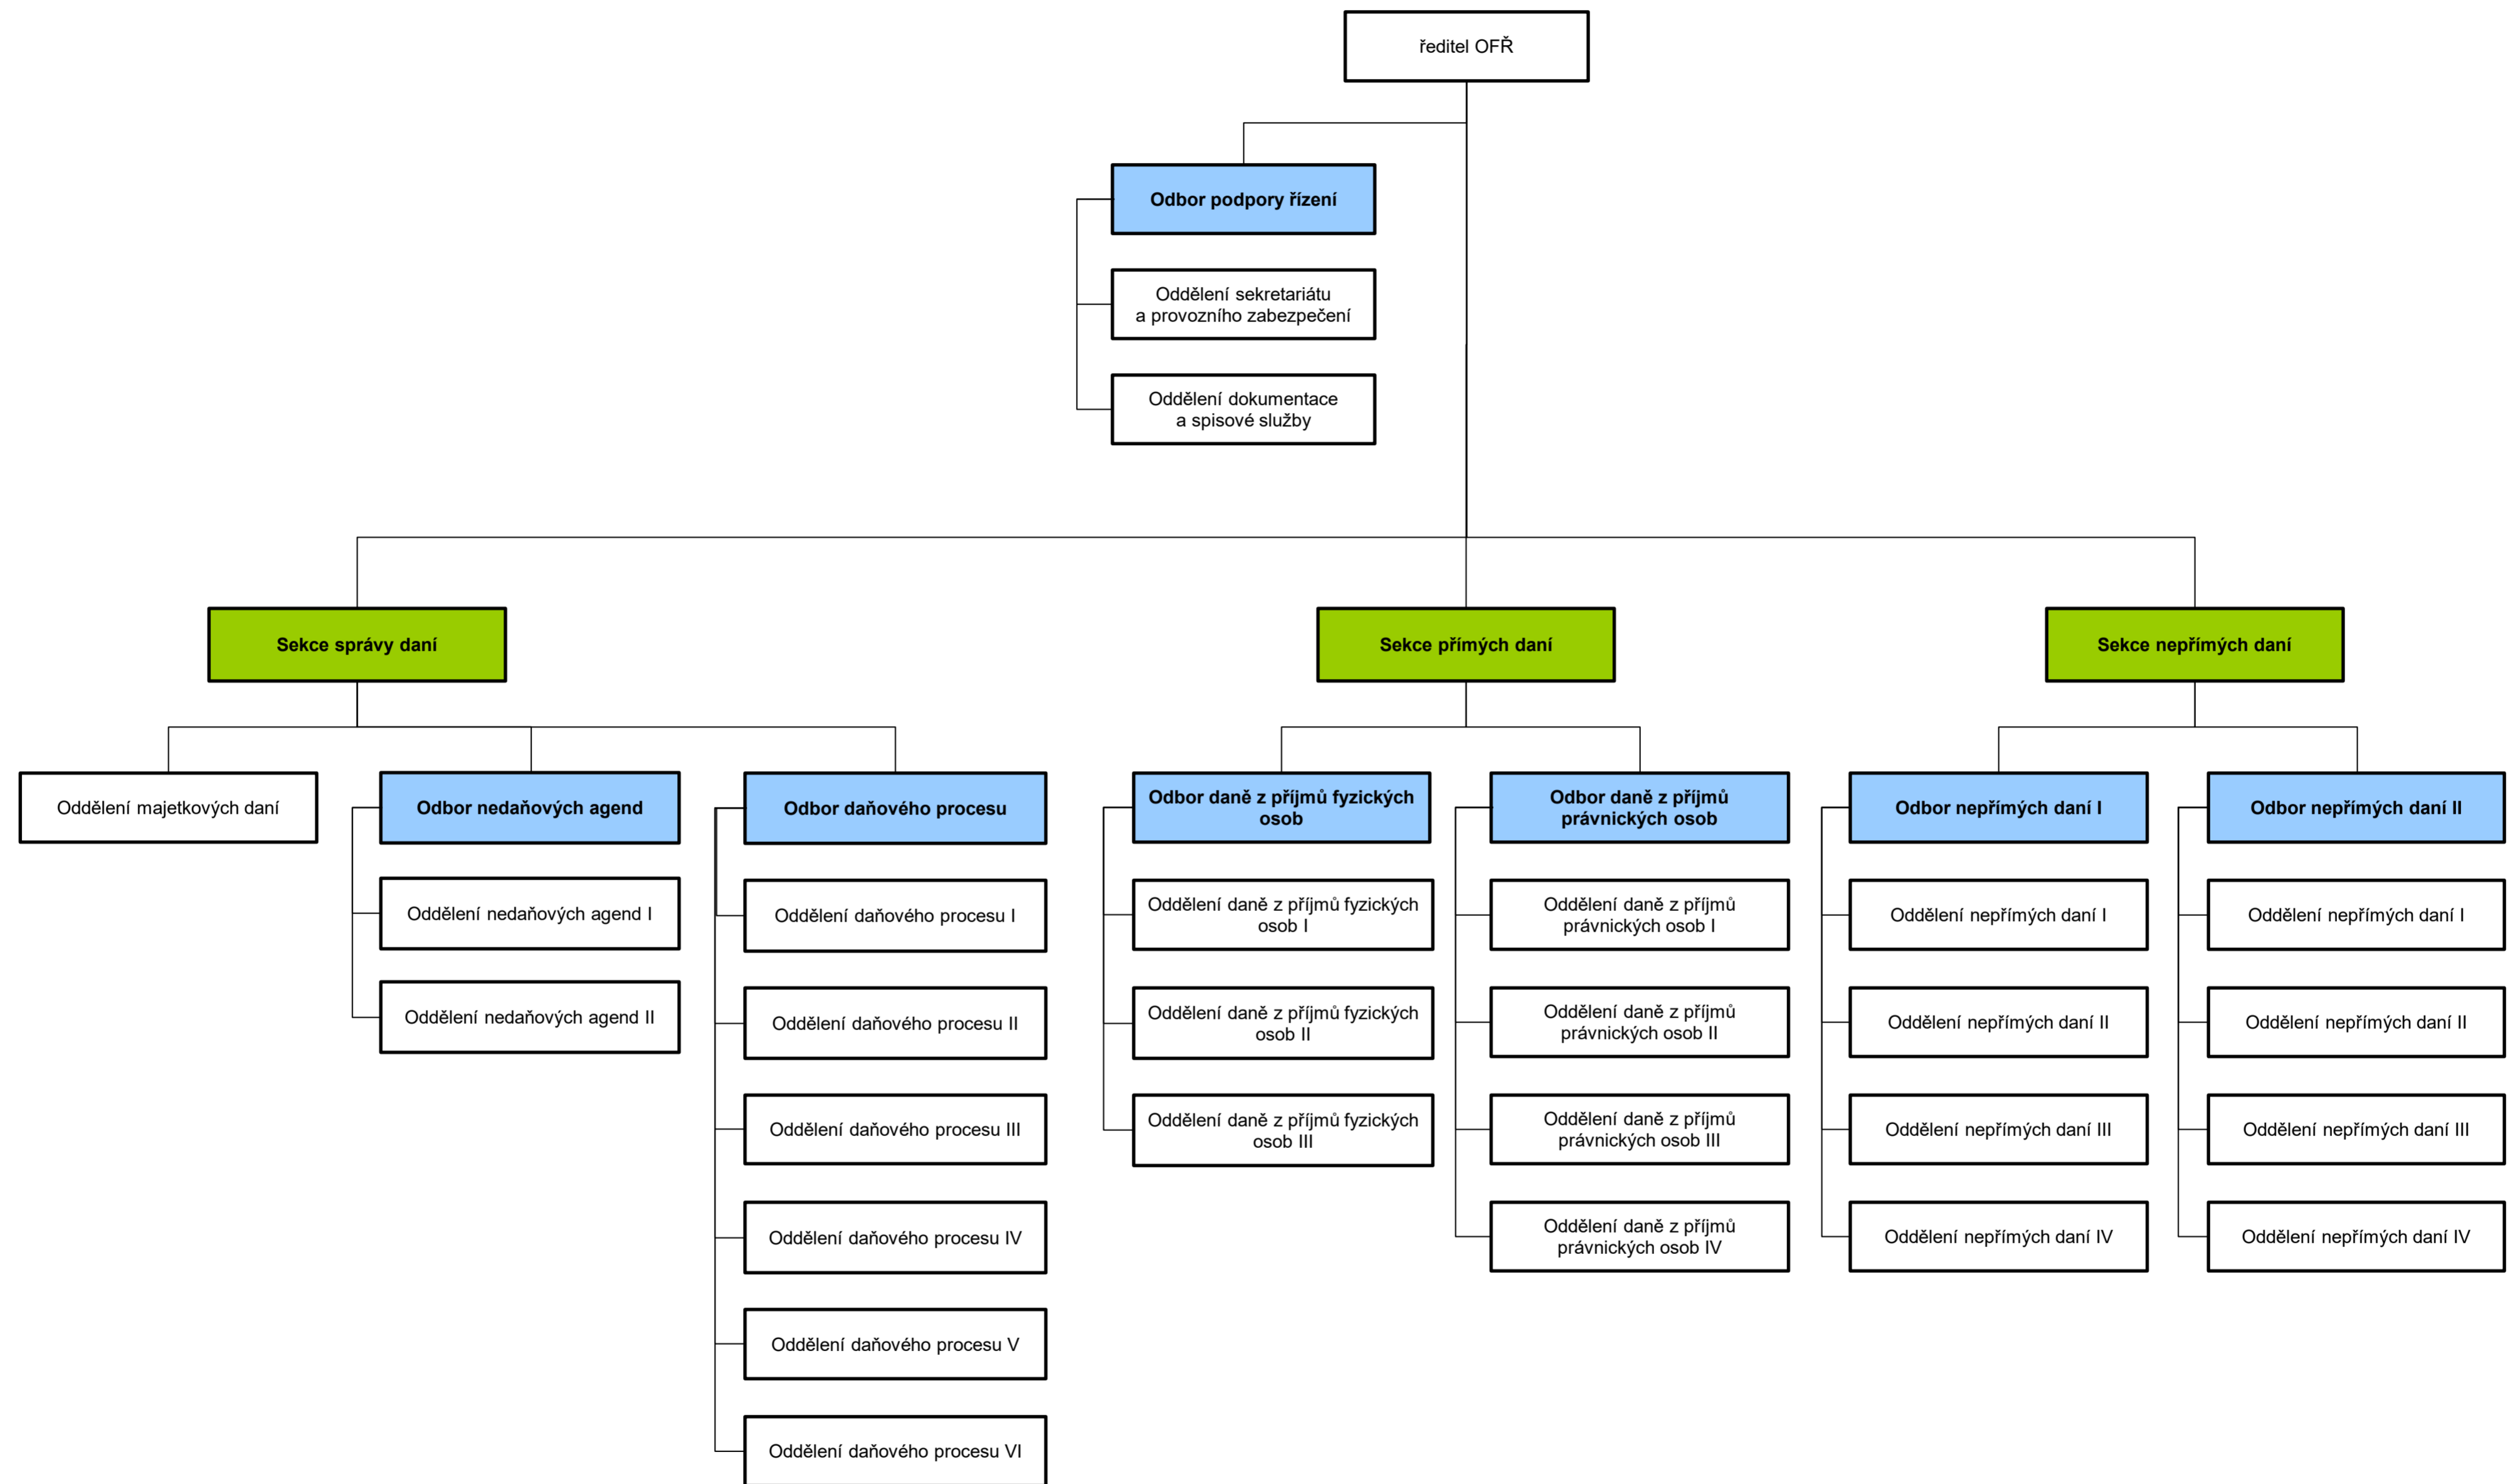 ředitel OFŘ
Odbor podpory řízení
Oddělení sekretariátu
a provozního zabezpečení
Oddělení dokumentace
a spisové služby
Sekce správy daní
Sekce přímých daní
Sekce nepřímých daní
Oddělení majetkových daní
Odbor nedaňových agend
Oddělení nedaňových agend I
Oddělení nedaňových agend II
Odbor daňového procesu
Oddělení daňového procesu I
Oddělení daňového procesu II
Oddělení daňového procesu III
Oddělení daňového procesu IV
Oddělení daňového procesu V
Oddělení daňového procesu VI
Odbor daně z příjmů fyzických
osob
Oddělení daně z příjmů fyzických
osob I
Oddělení daně z příjmů fyzických
osob II
Oddělení daně z příjmů fyzických
osob III
Odbor daně z příjmů
právnických osob
Oddělení daně z příjmů
právnických osob I
Oddělení daně z příjmů
právnických osob II
Oddělení daně z příjmů
právnických osob III
Oddělení daně z příjmů
právnických osob IV
Odbor nepřímých daní I
Oddělení nepřímých daní I
Oddělení nepřímých daní II
Oddělení nepřímých daní III
Oddělení nepřímých daní IV
Odbor nepřímých daní II
Oddělení nepřímých daní I
Oddělení nepřímých daní II
Oddělení nepřímých daní III
Oddělení nepřímých daní IV